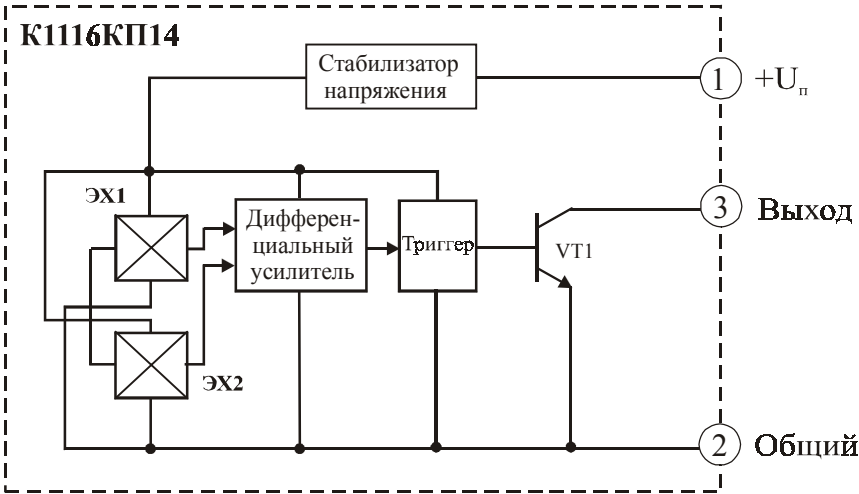 К1116КП14
Стабилизатор
напряжения
1
+Uп
ЭХ1
Дифферен-
циальный
усилитель
Триггер
VT1
3
Выход
ЭХ2
2
Общий